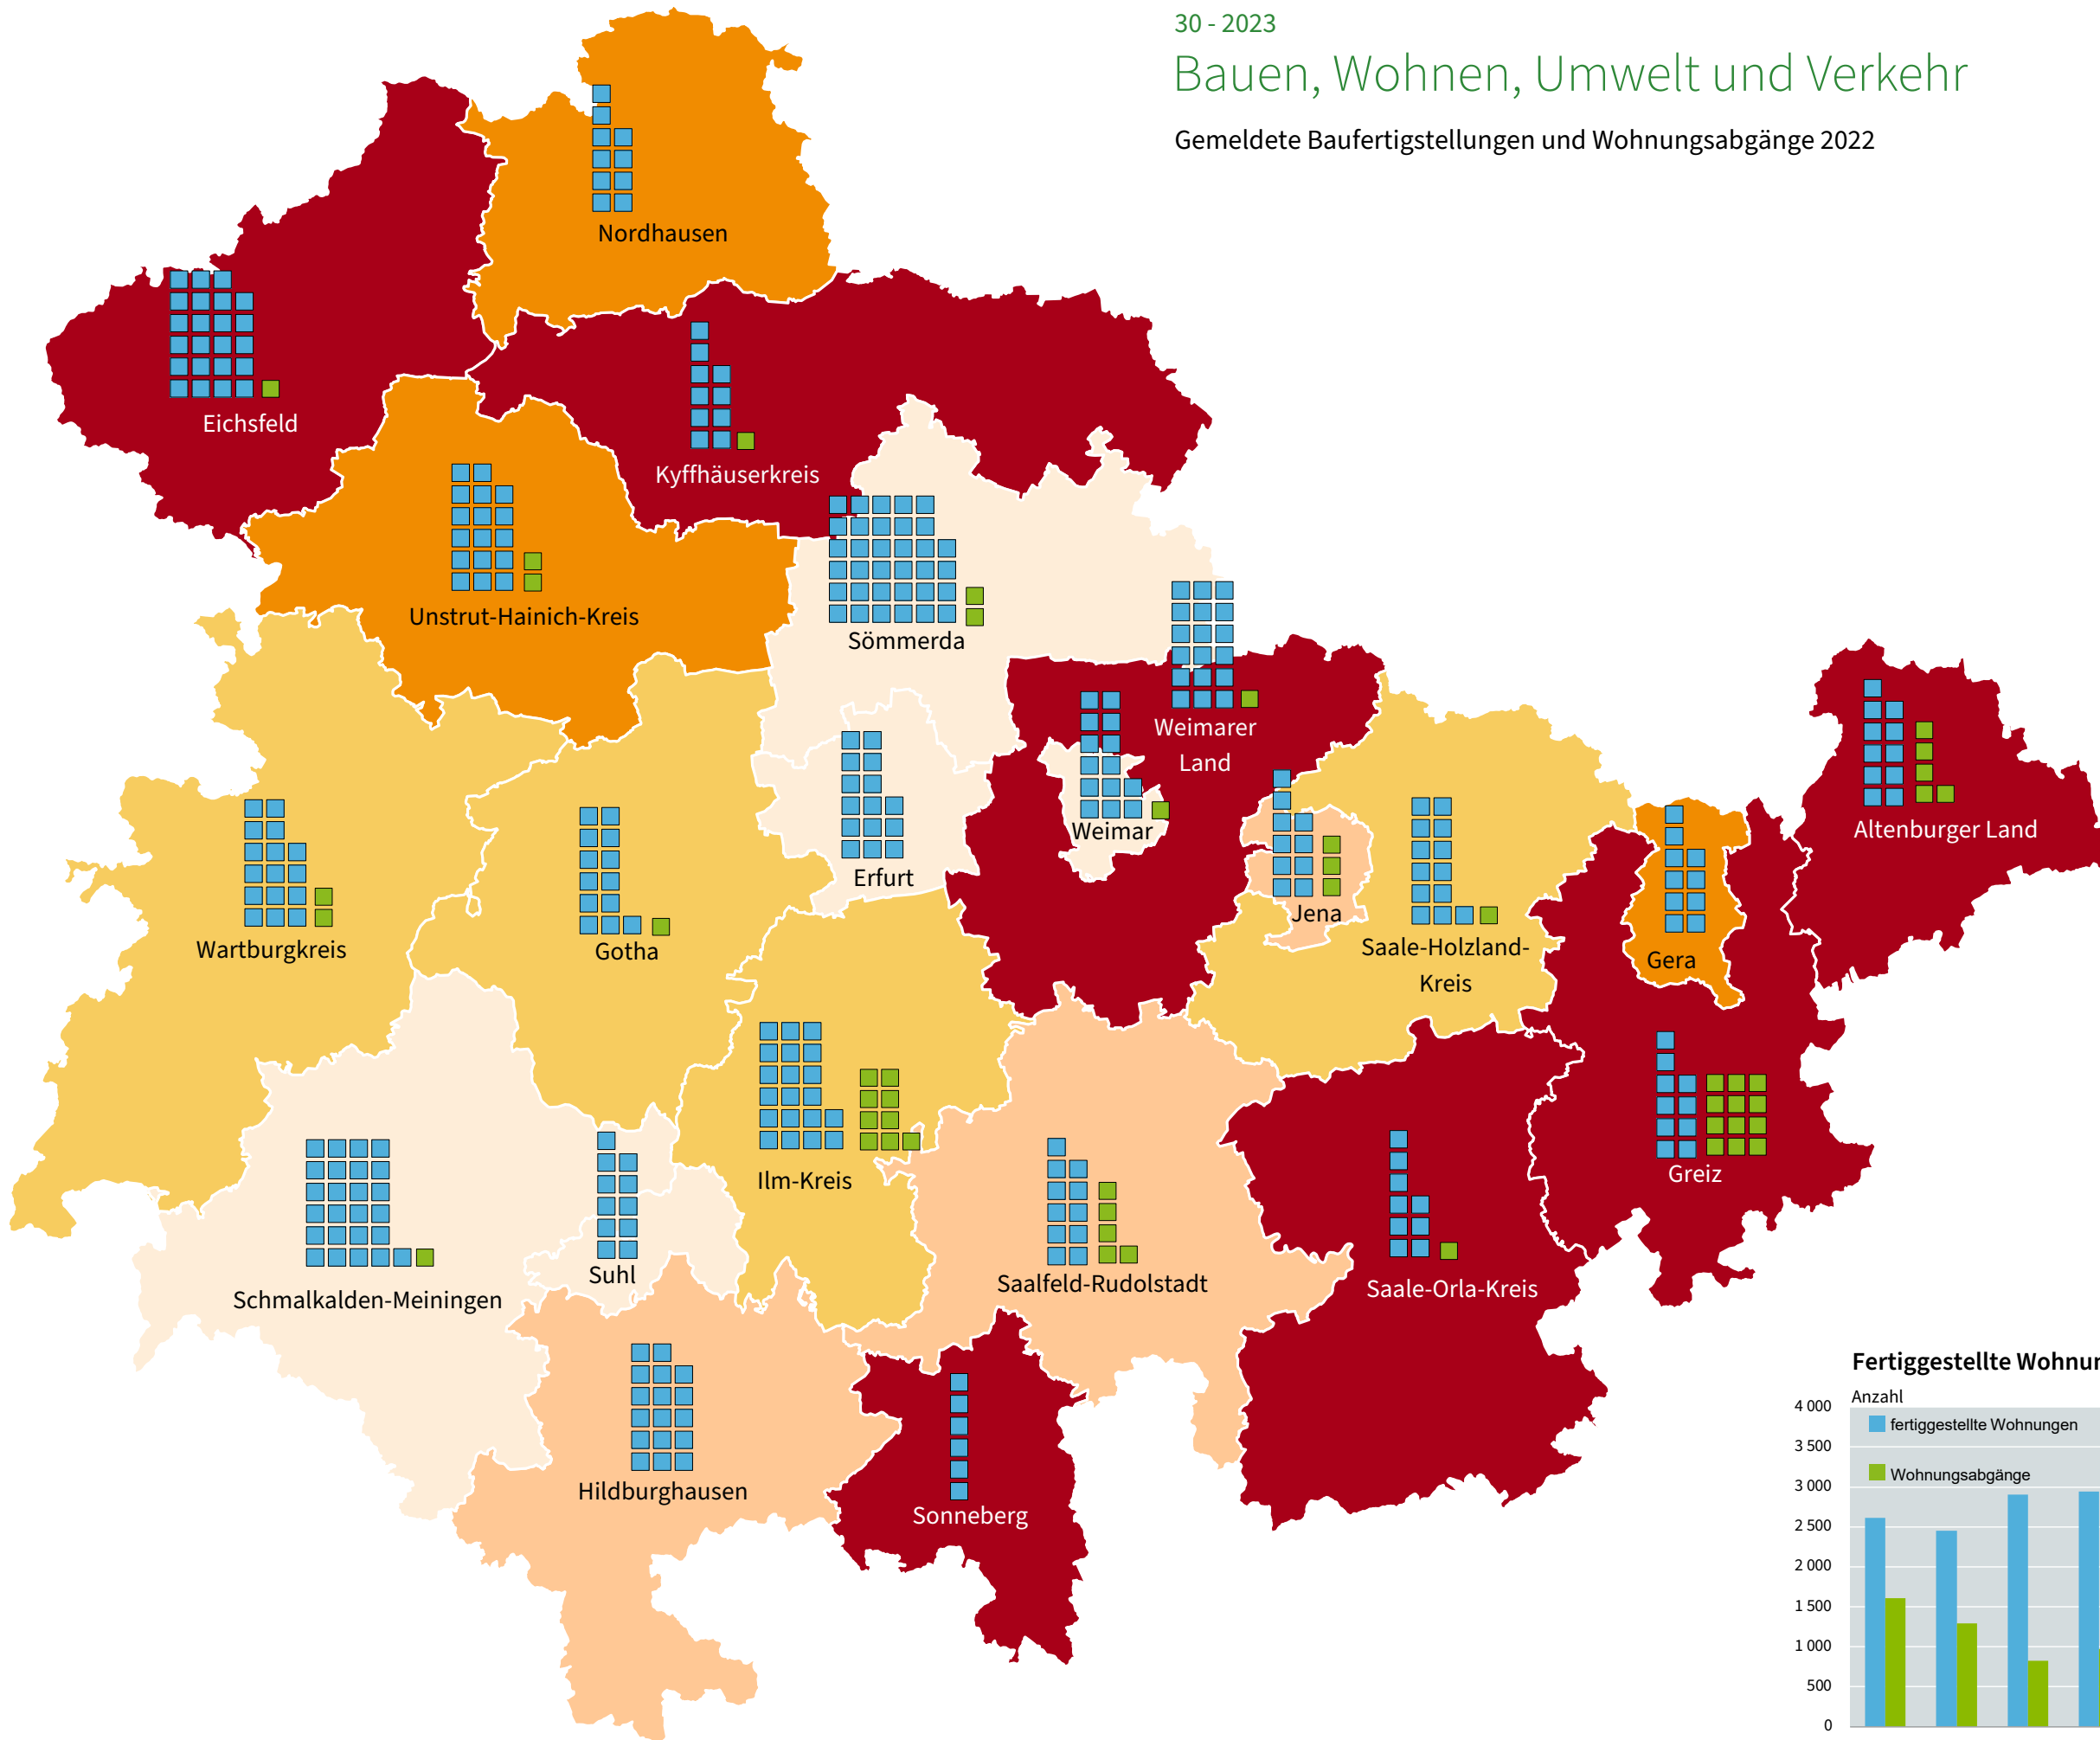 30 - 2023
Bauen, Wohnen, Umwelt und Verkehr
Gemeldete Baufertigstellungen und Wohnungsabgänge 2022
Nordhausen
Eichsfeld
Kyffhäuserkreis
Unstrut-Hainich-Kreis
Sömmerda
Weimarer
Land
Weimar
Erfurt
Altenburger Land
Jena
Saale-Holzland-
Kreis
Gera
Wartburgkreis
Gotha
Ilm-Kreis
Greiz
Suhl
Schmalkalden-Meiningen
Saalfeld-Rudolstadt
Saale-Orla-Kreis
Hildburghausen
Sonneberg
Fertiggestellte Wohnun
Anzahl
4 000
3 500
3 000
2 500
2 000
1 500
1 000
500
0
fertiggestellte Wohnungen
Wohnungsabgänge